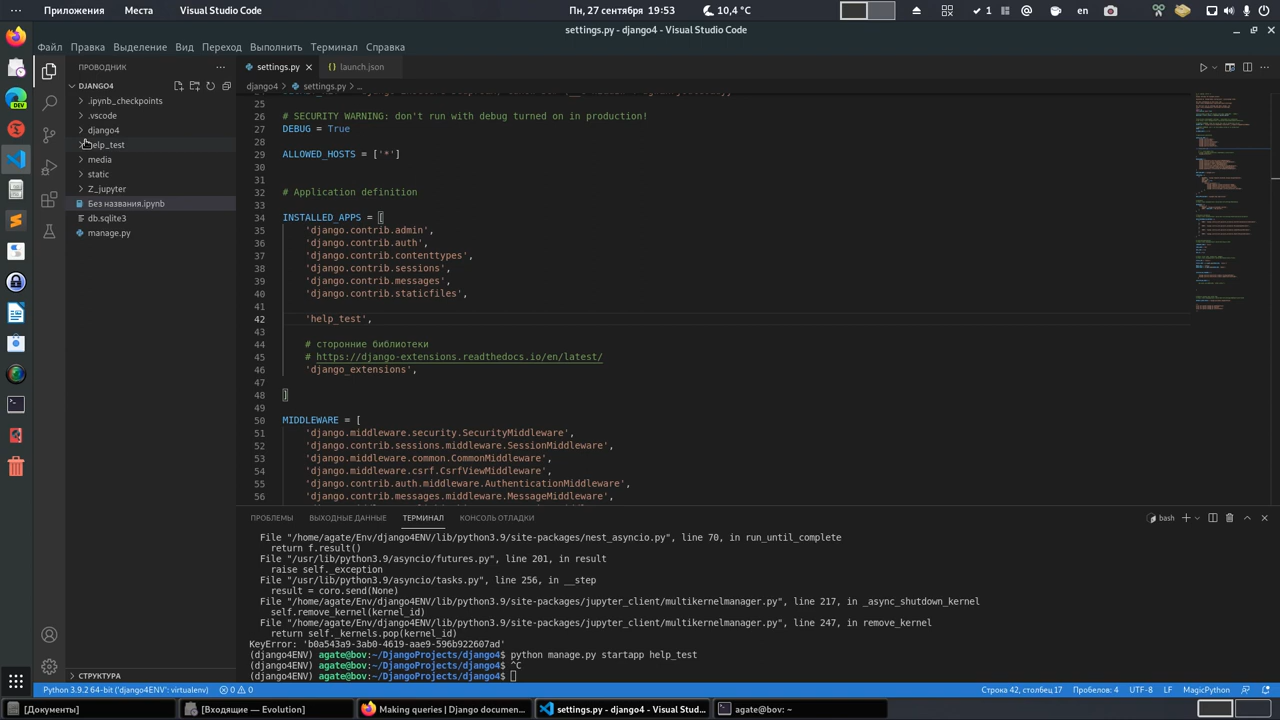 Приложения Места Visual Studio Code Пн, 27 сентября 19:53 10,4 °C 1 en
settings.py - django4 - Visual Studio Code
Файл Правка Выделение Вид Переход Выполнить Терминал Справка
ПРОВОДНИК
settings.py
launch.json
DJANGO4
django4 settings.py ...
.ipynb_checkpoints
.vscode
django4
help_test
media
static
Z_jupyter
Без названия.ipynb
db.sqlite3
manage.py
25
26 # SECURITY WARNING: don't run with debug turned on in production!
27 DEBUG = True
28
29 ALLOWED_HOSTS = ['*']
30
31
32 # Application definition
33
34 INSTALLED_APPS = [
35 'django.contrib.admin',
36 'django.contrib.auth',
37 'django.contrib.contenttypes',
38 'django.contrib.sessions',
39 'django.contrib.messages',
40 'django.contrib.staticfiles',
41
42 'help_test',
43
44 # сторонние библиотеки
45 # https://django-extensions.readthedocs.io/en/latest/
46 'django_extensions',
47
48 ]
49
50 MIDDLEWARE = [
51 'django.middleware.security.SecurityMiddleware',
52 'django.contrib.sessions.middleware.SessionMiddleware',
53 'django.middleware.common.CommonMiddleware',
54 'django.middleware.csrf.CsrfViewMiddleware',
55 'django.contrib.auth.middleware.AuthenticationMiddleware',
56 'django.contrib.messages.middleware.MessageMiddleware',
ПРОБЛЕМЫ ВЫХОДНЫЕ ДАННЫЕ ТЕРМИНАЛ КОНСОЛЬ ОТЛАДКИ bash
File "/home/agate/Env/django4ENV/lib/python3.9/site-packages/nest_asyncio.py", line 70, in run_until_complete
return f.result()
File "/usr/lib/python3.9/asyncio/futures.py", line 201, in result
raise self._exception
File "/usr/lib/python3.9/asyncio/tasks.py", line 256, in __step
result = coro.send(None)
File "/home/agate/Env/django4ENV/lib/python3.9/site-packages/jupyter_client/multikernelmanager.py", line 217, in _async_shutdown_kernel
self.remove_kernel(kernel_id)
File "/home/agate/Env/django4ENV/lib/python3.9/site-packages/jupyter_client/multikernelmanager.py", line 247, in remove_kernel
return self._kernels.pop(kernel_id)
KeyError: 'b0a543a9-3ab0-4619-aae9-596b922607ad'
(django4ENV) agate@bov:~/DjangoProjects/django4$ python manage.py startapp help_test
(django4ENV) agate@bov:~/DjangoProjects/django4$ ^C
(django4ENV) agate@bov:~/DjangoProjects/django4$
СТРУКТУРА
Python 3.9.2 64-bit ('django4ENV': virtualenv) 0 0 Строка 42, столбец 17 Пробелов: 4 UTF-8 LF MagicPython
[Документы] [Входящие — Evolution] Making queries | Django documen... settings.py - django4 - Visual Stud... agate@bov: ~